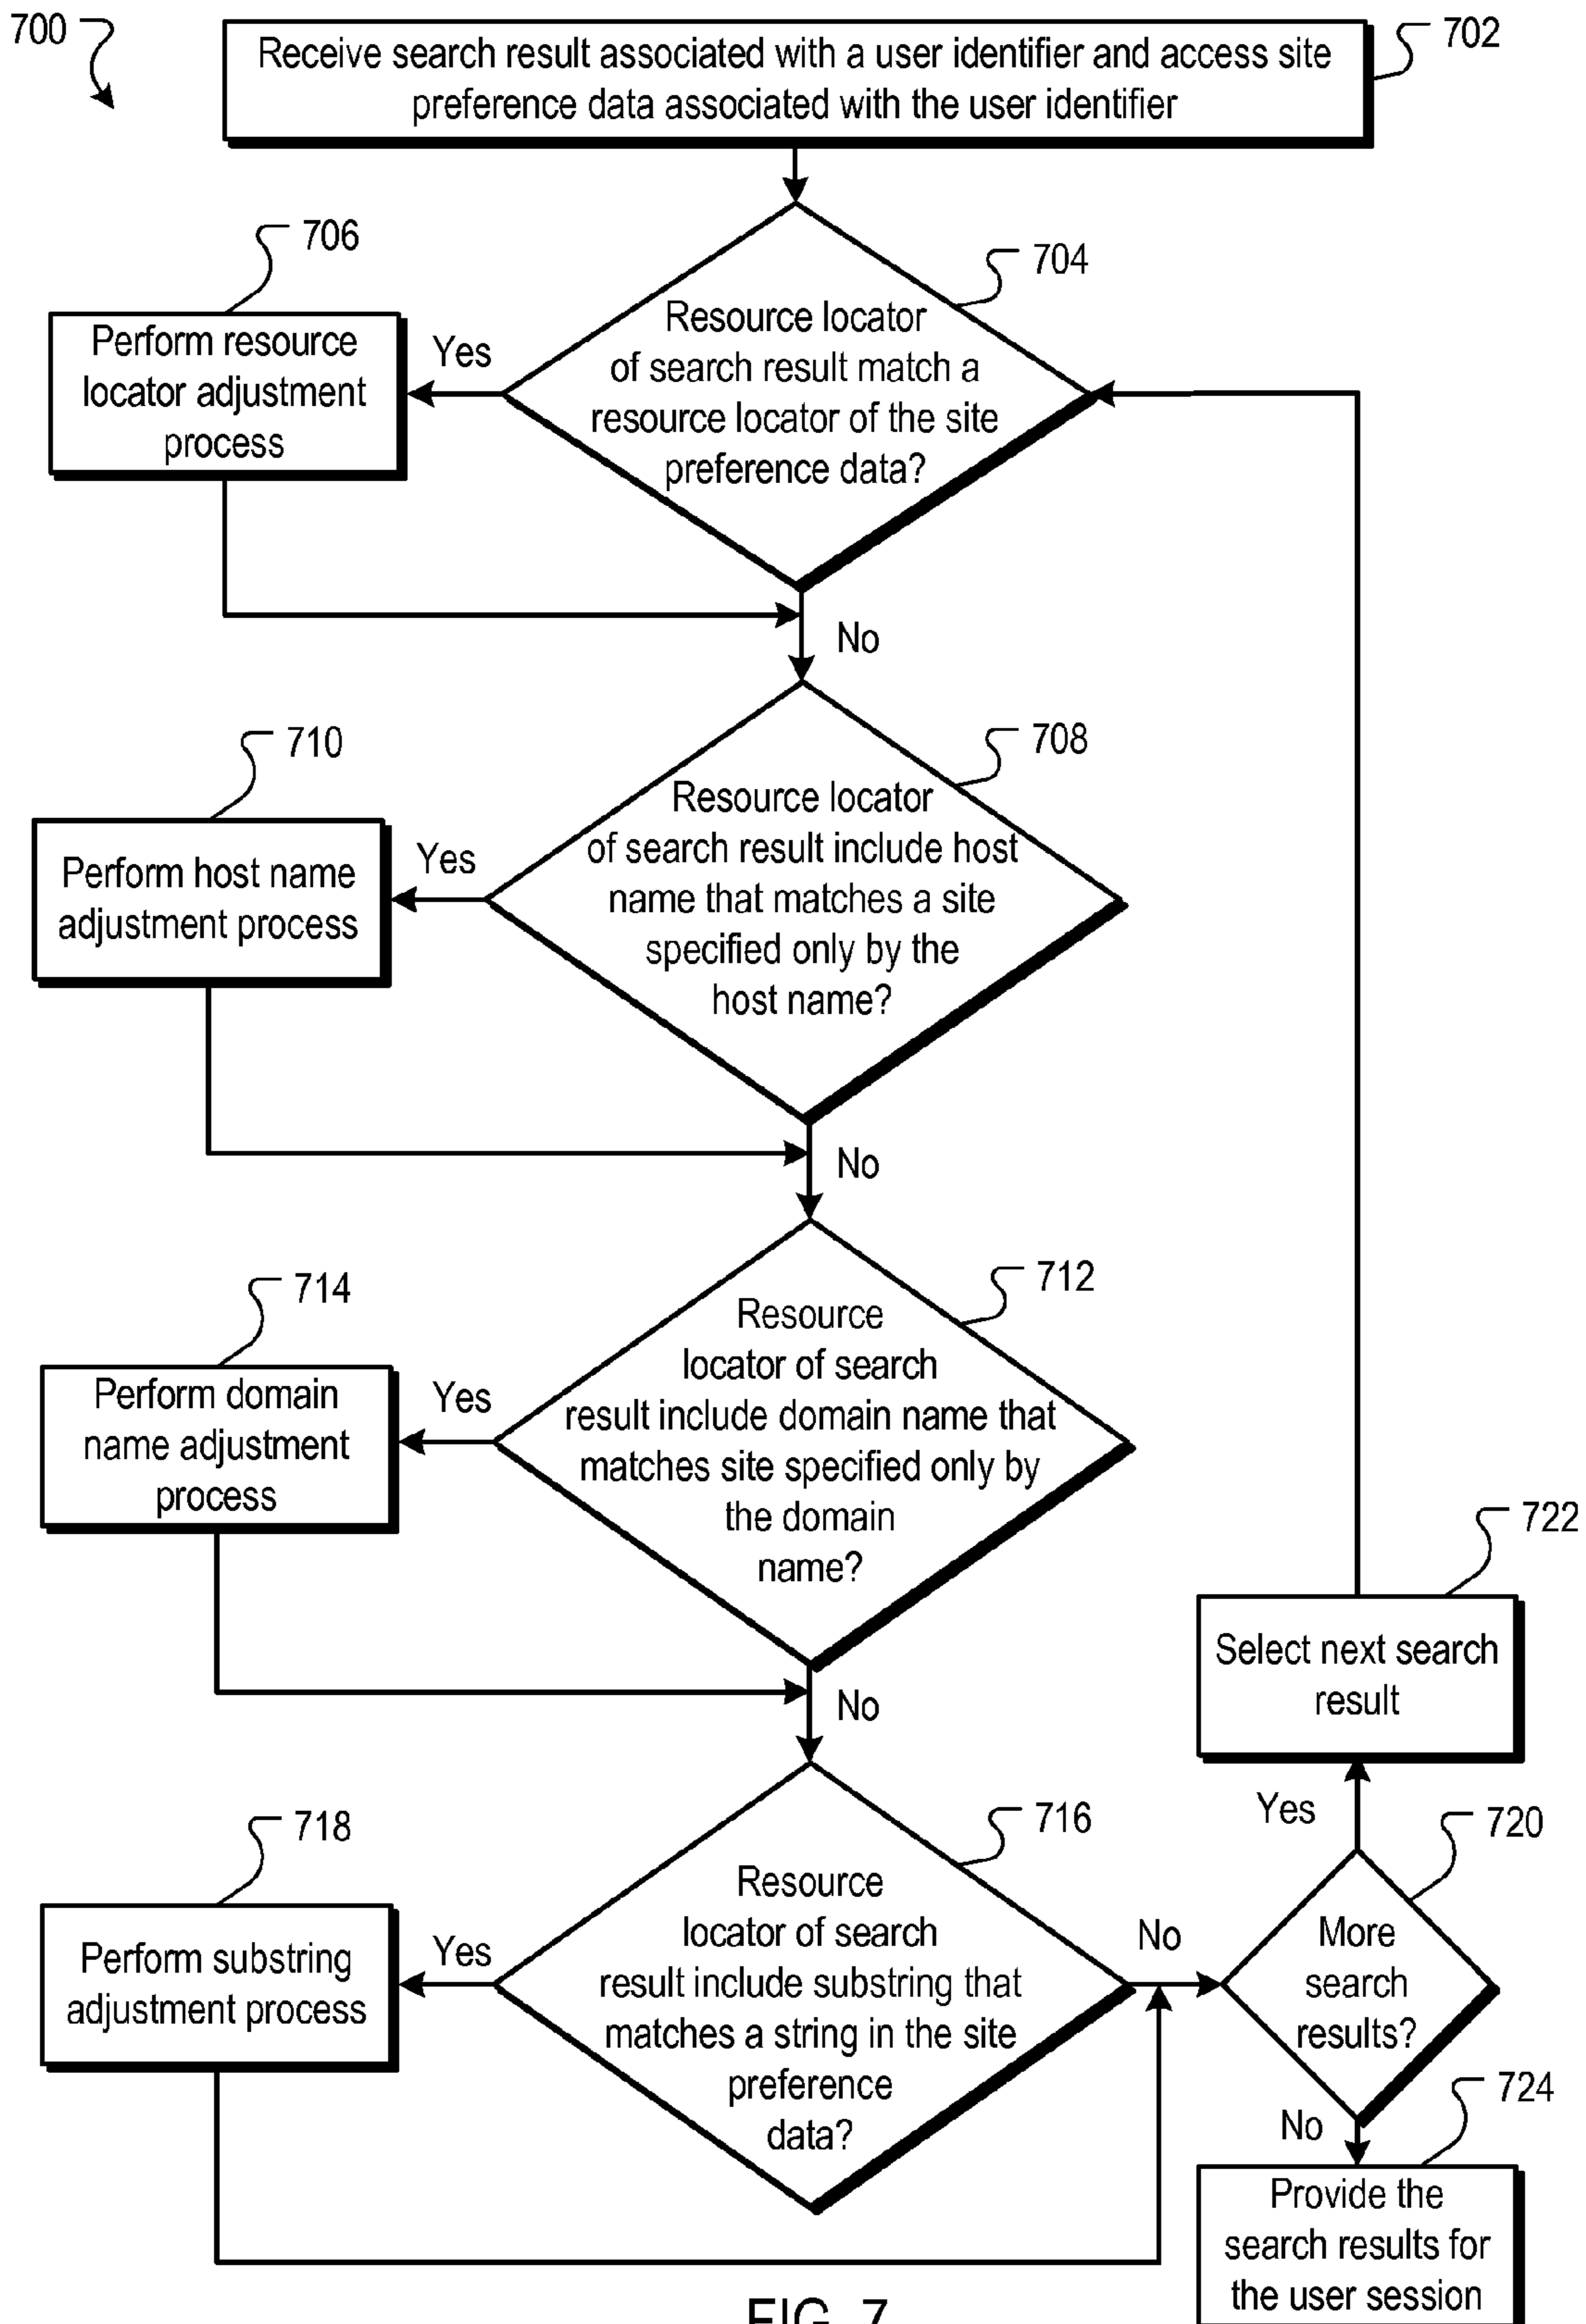 700
702
Receive search result associated with a user identifier and access site
preference data associated with the user identifier
706
704
Perform resource
locator adjustment
process
Yes
Resource locator
of search result match a
resource locator of the site
preference data?
No
710
708
Perform host name
adjustment process
Yes
Resource locator
of search result include host
name that matches a site
specified only by the
host name?
No
714
712
Perform domain
name adjustment
process
Yes
Resource
locator of search
result include domain name that
matches site specified only by
the domain
name?
No
722
Select next search
result
718
716
Yes
720
Perform substring
adjustment process
Yes
Resource
locator of search
result include substring that
matches a string in the site
preference
data?
No
More
search
results?
724
No
Provide the
search results for
the user session
FIG. 7